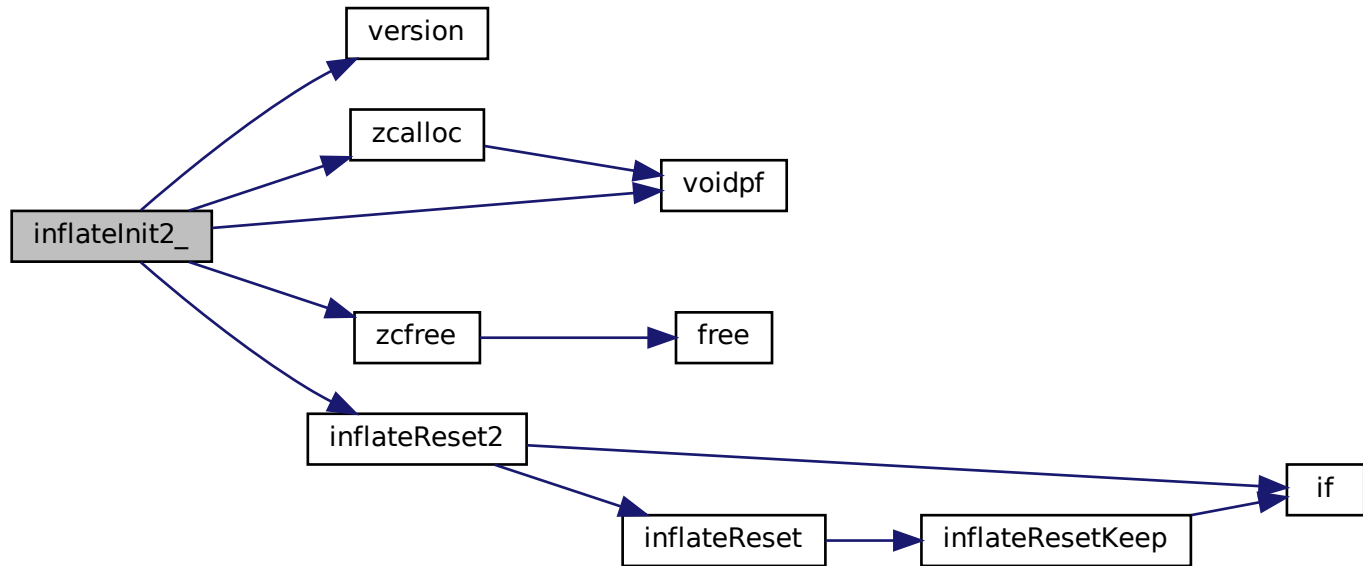 version
zcalloc
voidpf
inflateInit2_
zcfree
free
inflateReset2
if
inflateReset
inflateResetKeep